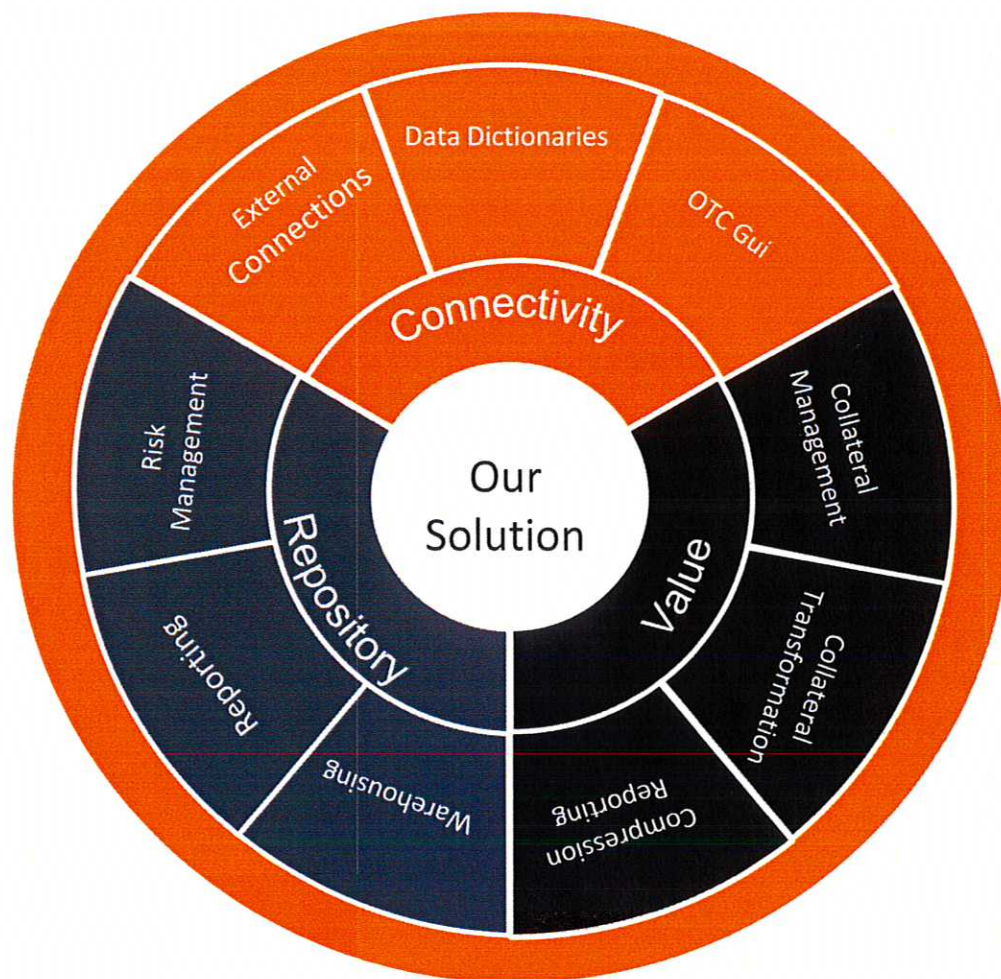 Data Dictionaries
External
Connections
OTC Gui
Connectivity
Risk
Management
Collateral
Management
Our
Solution
Repository
Value
Reporting
Collateral
Transformation
Warehousing
Compression
Reporting